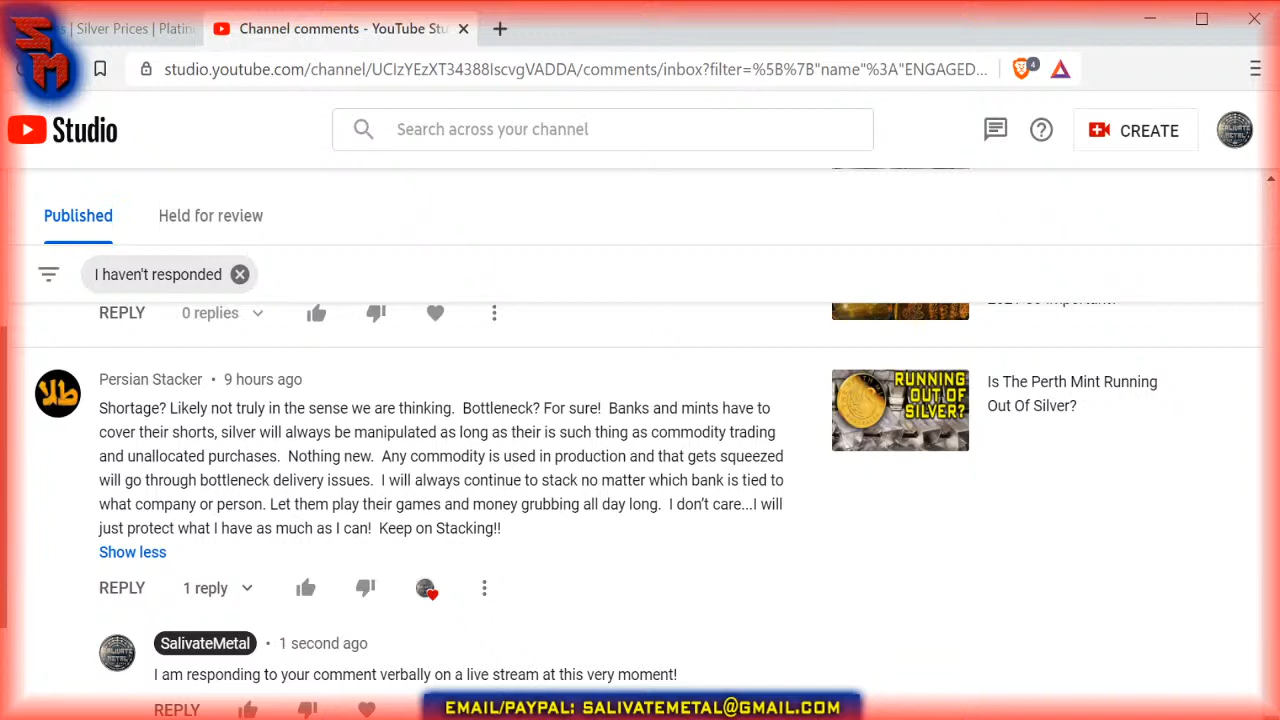 SM
s | Silver Prices | Platin
Channel comments - YouTube Stu
studio.youtube.com/channel/UCIzYEzXT34388IscvgVADDA/comments/inbox?filter=%5B%7B"name"%3A"ENGAGED...
4
Studio
Search across your channel
CREATE
Published
Held for review
I haven't responded
REPLY
0 replies
Persian Stacker • 9 hours ago
Shortage? Likely not truly in the sense we are thinking. Bottleneck? For sure! Banks and mints have to
cover their shorts, silver will always be manipulated as long as their is such thing as commodity trading
and unallocated purchases. Nothing new. Any commodity is used in production and that gets squeezed
will go through bottleneck delivery issues. I will always continue to stack no matter which bank is tied to
what company or person. Let them play their games and money grubbing all day long. I don't care...I will
just protect what I have as much as I can! Keep on Stacking!!
Show less
طلا
RUNNING
OUT OF
SILVER?
Is The Perth Mint Running
Out Of Silver?
REPLY
1 reply
SalivateMetal • 1 second ago
I am responding to your comment verbally on a live stream at this very moment!
REPLY
EMAIL/PAYPAL: SALIVATEMETAL@GMAIL.COM